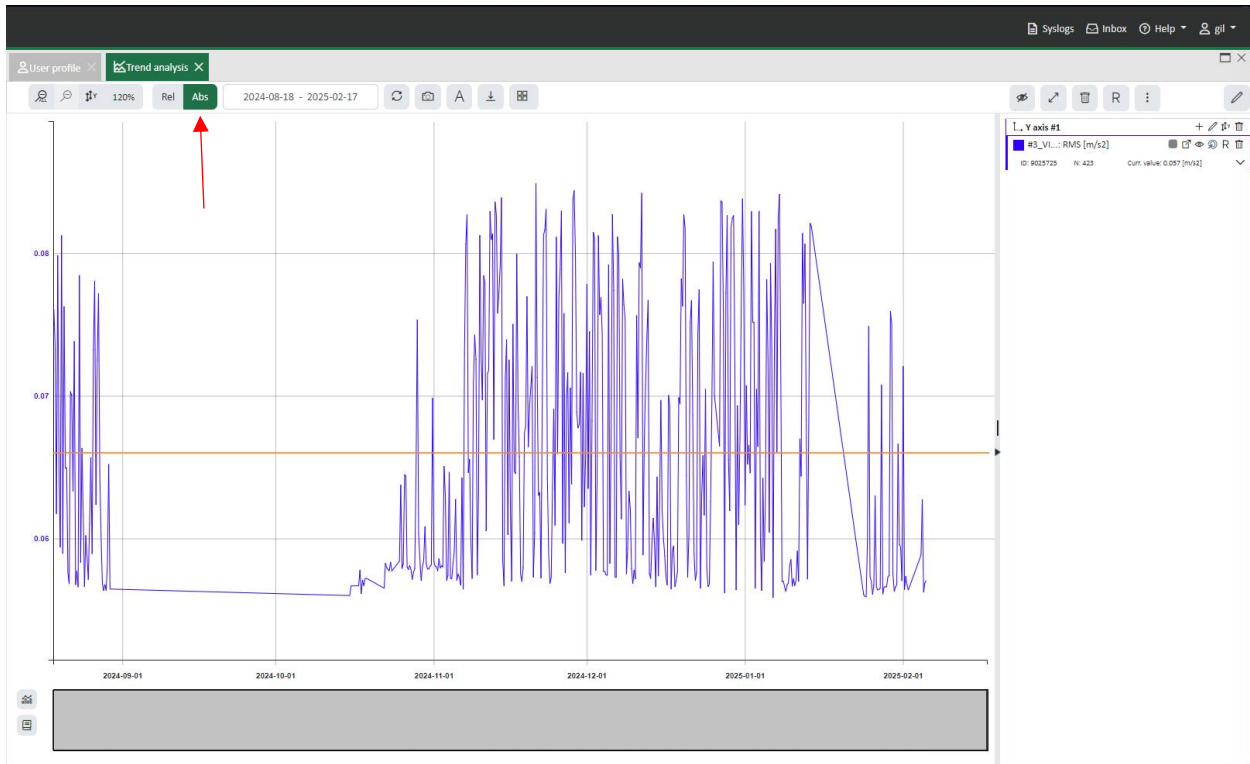 Syslogs Inbox Help gil
User profile Trend analysis
120% Rel Abs 2024-08-18 - 2025-02-17 A R
Y axis #1
#3_VI...: RMS [m/s2] R
ID: 9025725 N: 423 Curr. value: 0.057 [m/s2]
0.08
0.07
0.06
2024-09-01 2024-10-01 2024-11-01 2024-12-01 2025-01-01 2025-02-01